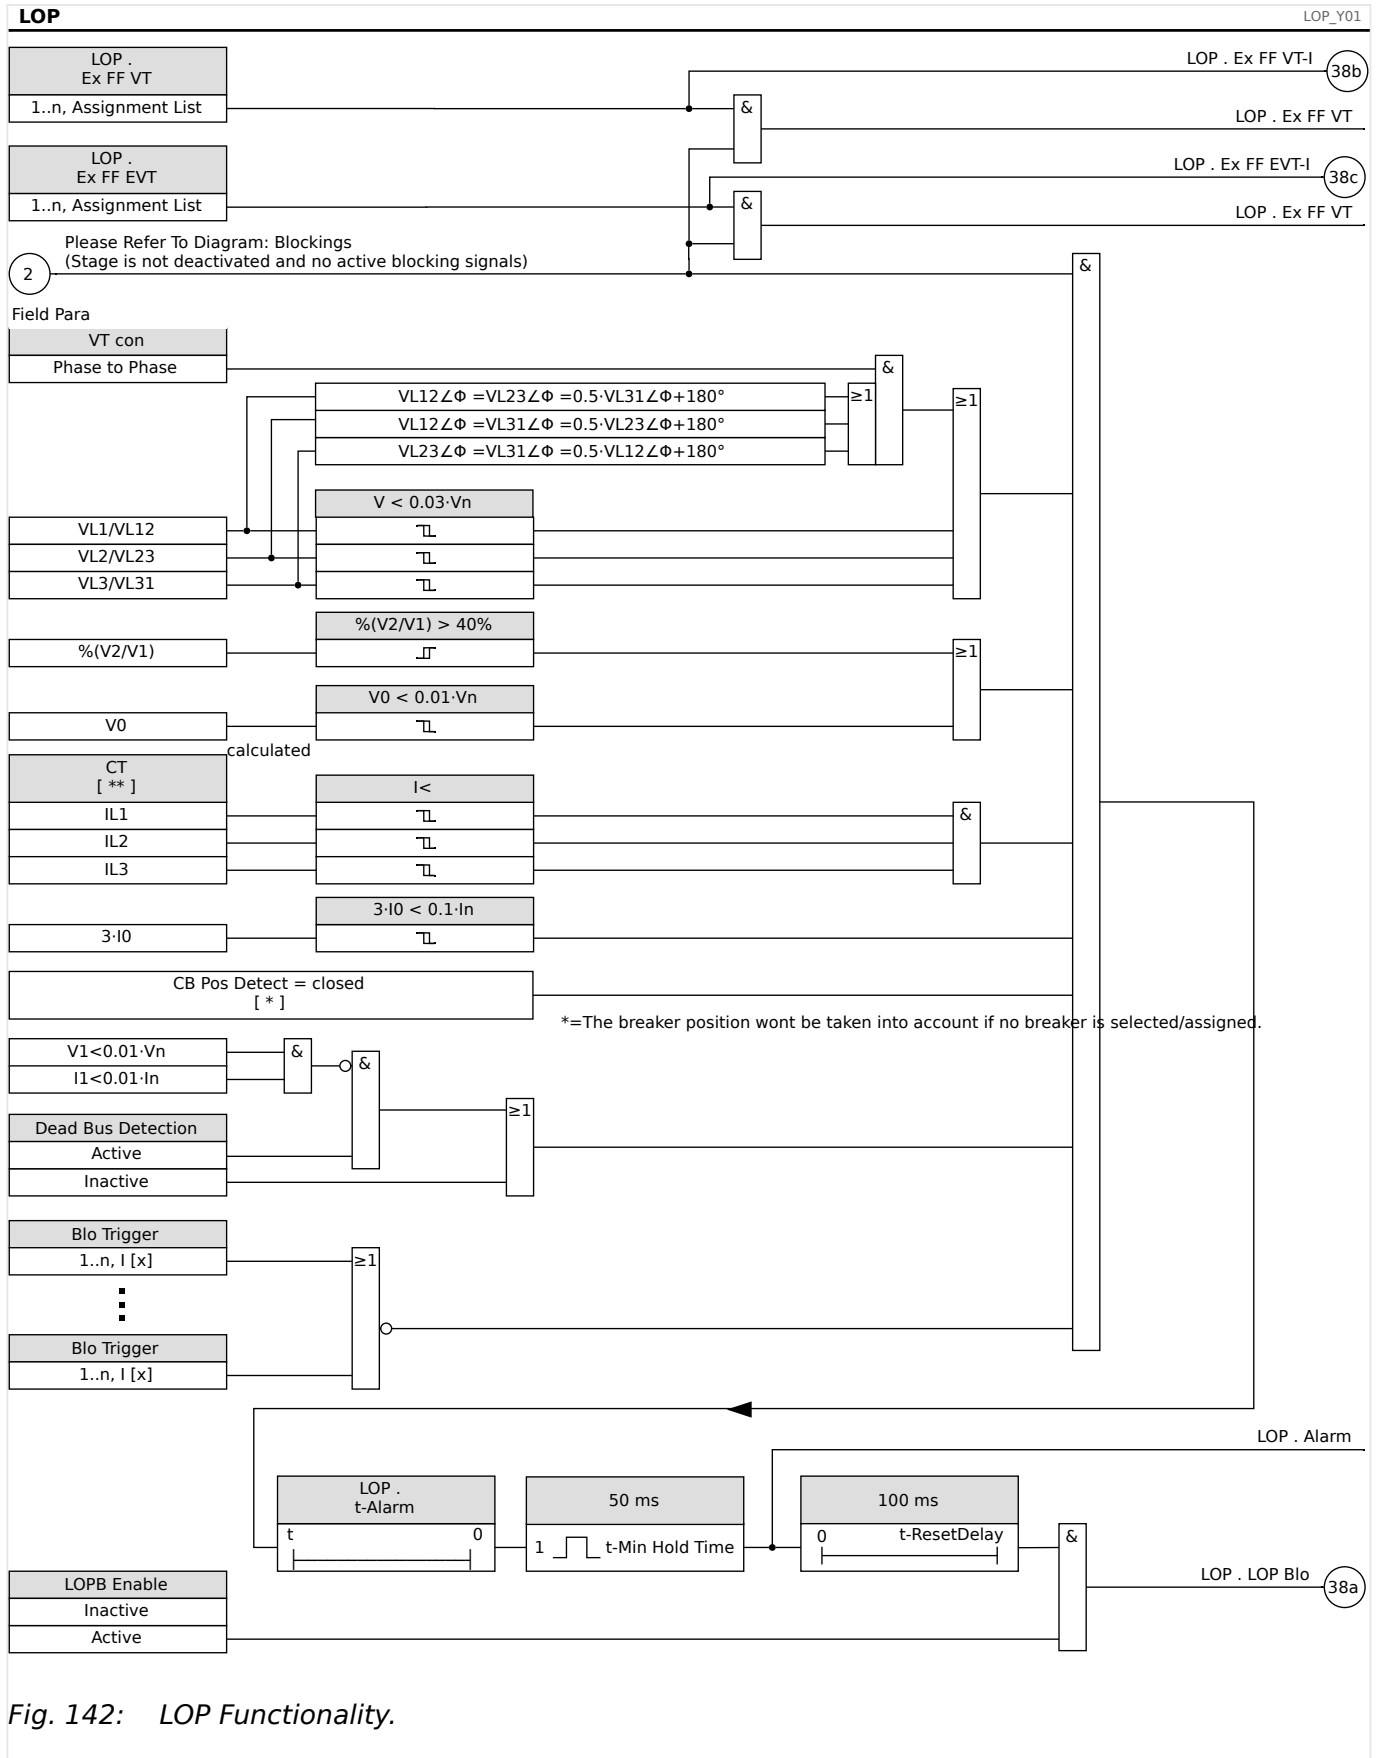 LOP
LOP_Y01
LOP .
Ex FF VT
1..n, Assignment List
LOP . Ex FF VT-I
38b
&
LOP . Ex FF VT
LOP .
Ex FF EVT
1..n, Assignment List
LOP . Ex FF EVT-I
38c
&
LOP . Ex FF VT
Please Refer To Diagram: Blockings
(Stage is not deactivated and no active blocking signals)
2
&
Field Para
VT con
Phase to Phase
&
VL12∠Φ =VL23∠Φ =0.5·VL31∠Φ+180°
≥1
≥1
VL12∠Φ =VL31∠Φ =0.5·VL23∠Φ+180°
VL23∠Φ =VL31∠Φ =0.5·VL12∠Φ+180°
V < 0.03·Vn
VL1/VL12
VL2/VL23
VL3/VL31
%(V2/V1) > 40%
%(V2/V1)
≥1
V0 < 0.01·Vn
V0
calculated
CT
[ ** ]
I<
IL1
&
IL2
IL3
3·I0 < 0.1·In
3·I0
CB Pos Detect = closed
[ * ]
*=The breaker position wont be taken into account if no breaker is selected/assigned.
V1<0.01·Vn
&
&
I1<0.01·In
≥1
Dead Bus Detection
Active
Inactive
Blo Trigger
1..n, I [x]
≥1
Blo Trigger
1..n, I [x]
LOP . Alarm
LOP .
t-Alarm
50 ms
100 ms
t
0
1
t-Min Hold Time
0
t-ResetDelay
&
LOPB Enable
LOP . LOP Blo
38a
Inactive
Active
Fig. 142: LOP Functionality.